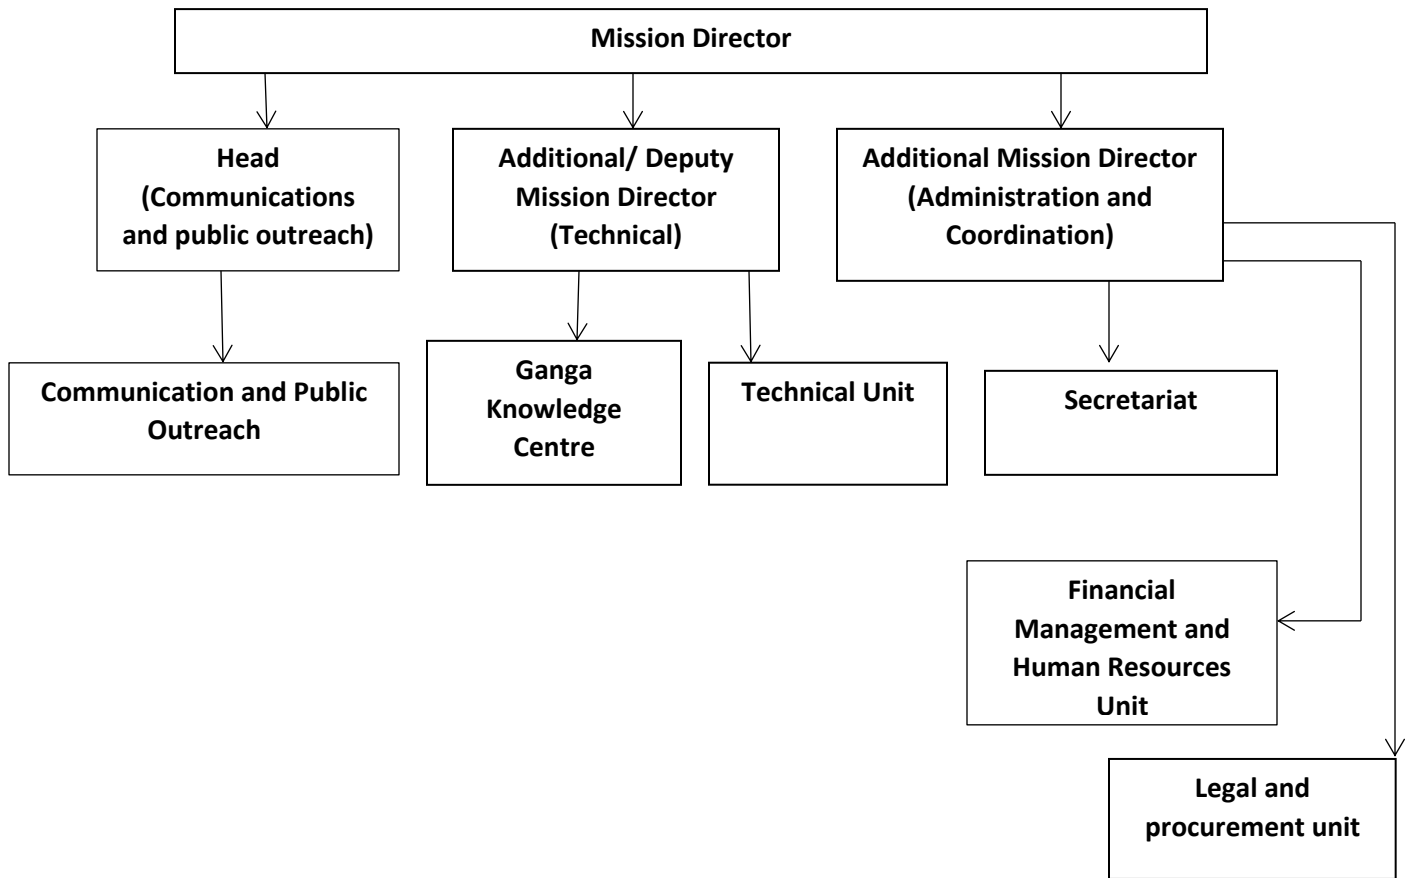 Mission Director
Head
(Communications
and public outreach)
Additional/ Deputy
Mission Director
(Technical)
Additional Mission Director
(Administration and
Coordination)
Communication and Public
Outreach
Ganga
Knowledge
Centre
Technical Unit
Secretariat
Financial
Management and
Human Resources
Unit
Legal and
procurement unit